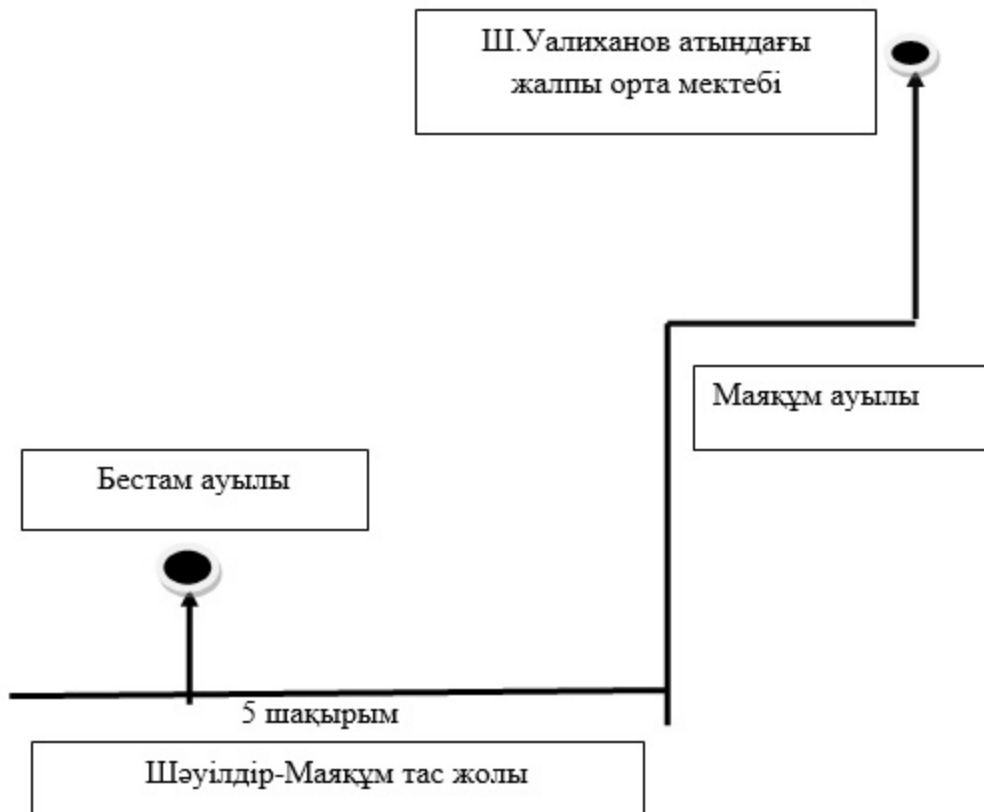 Ш.Уалиханов атындағы
жалпы орта мектебі
Маяқұм ауылы
Бестам ауылы
5 шақырым
Шәуілдір-Маяқұм тас жолы